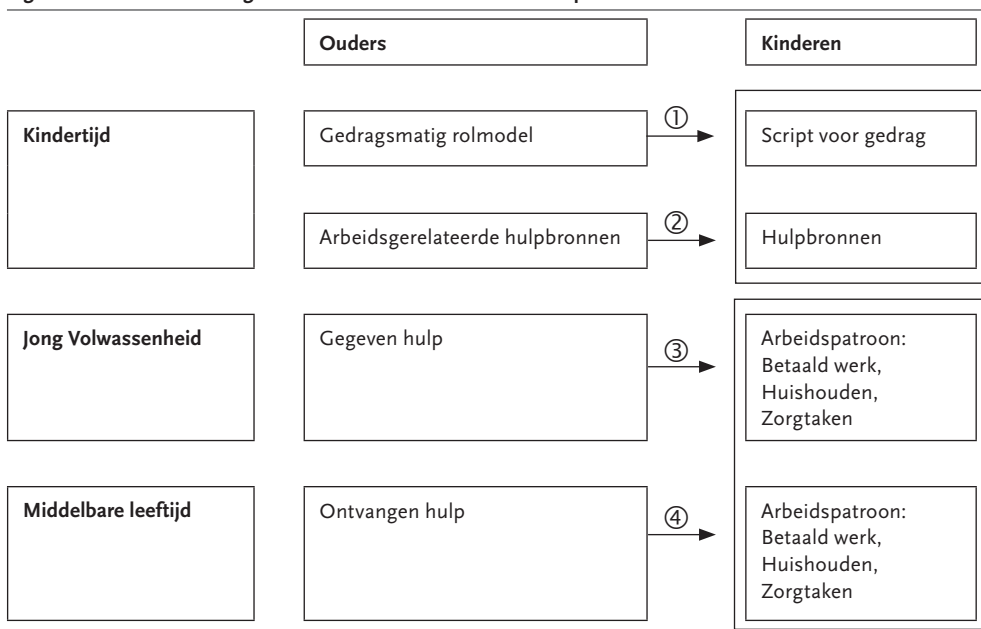 Ouders
Kinderen
Kindertijd
Gedragsmatig rolmodel
①
Script voor gedrag
Arbeidsgerelateerde hulpbronnen
②
Hulpbronnen
Jong Volwassenheid
Gegeven hulp
③
Arbeidspatroon:
Betaald werk,
Huishouden,
Zorgtaken
Middelbare leeftijd
Ontvangen hulp
④
Arbeidspatroon:
Betaald werk,
Huishouden,
Zorgtaken